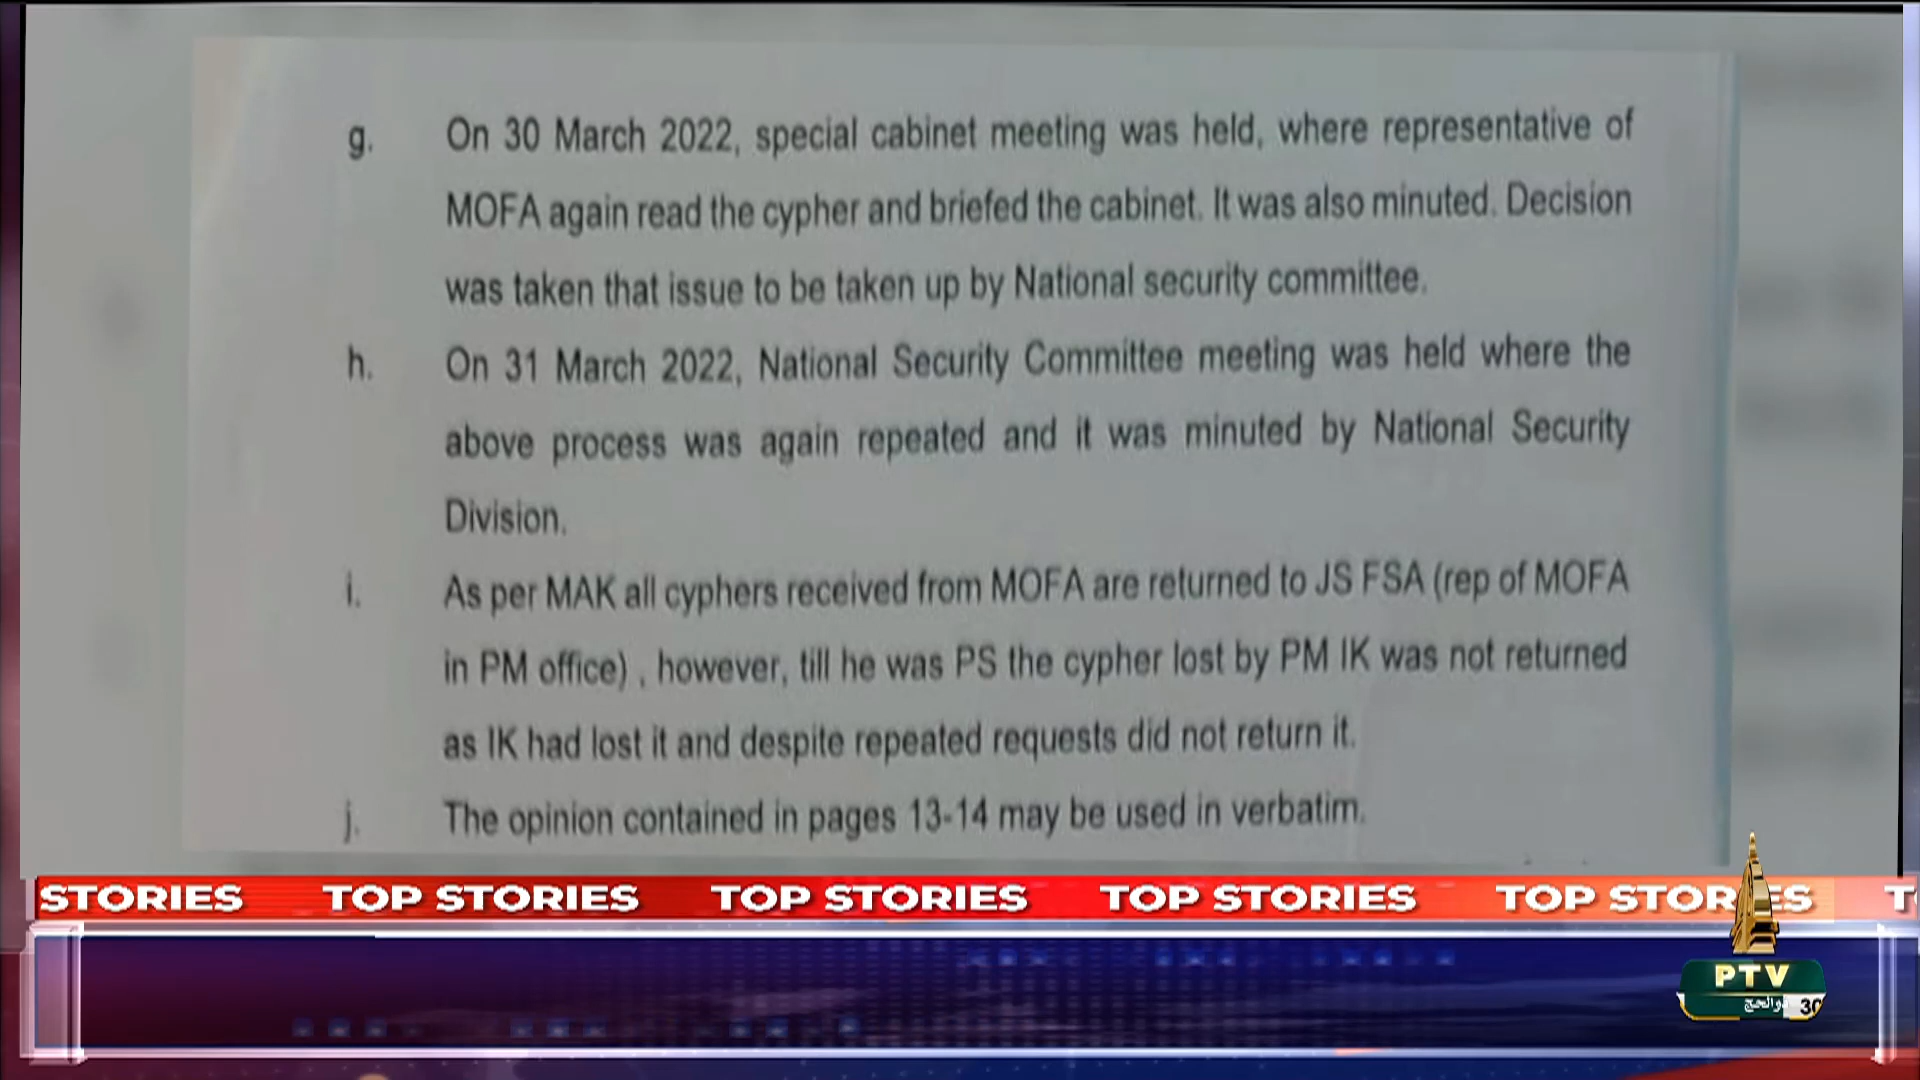 g. On 30 March 2022, special cabinet meeting was held, where representative of
MOFA again read the cypher and briefed the cabinet. It was also minuted. Decision
was taken that issue to be taken up by National security committee.
h. On 31 March 2022, National Security Committee meeting was held where the
above process was again repeated and it was minuted by National Security
Division.
i. As per MAK all cyphers received from MOFA are returned to JS FSA (rep of MOFA
in PM office) , however, till he was PS the cypher lost by PM IK was not returned
as IK had lost it and despite repeated requests did not return it.
j. The opinion contained in pages 13-14 may be used in verbatim.
STORIES TOP STORIES TOP STORIES TOP STORIES TOP STORIES
PTV
ذوالحج 30